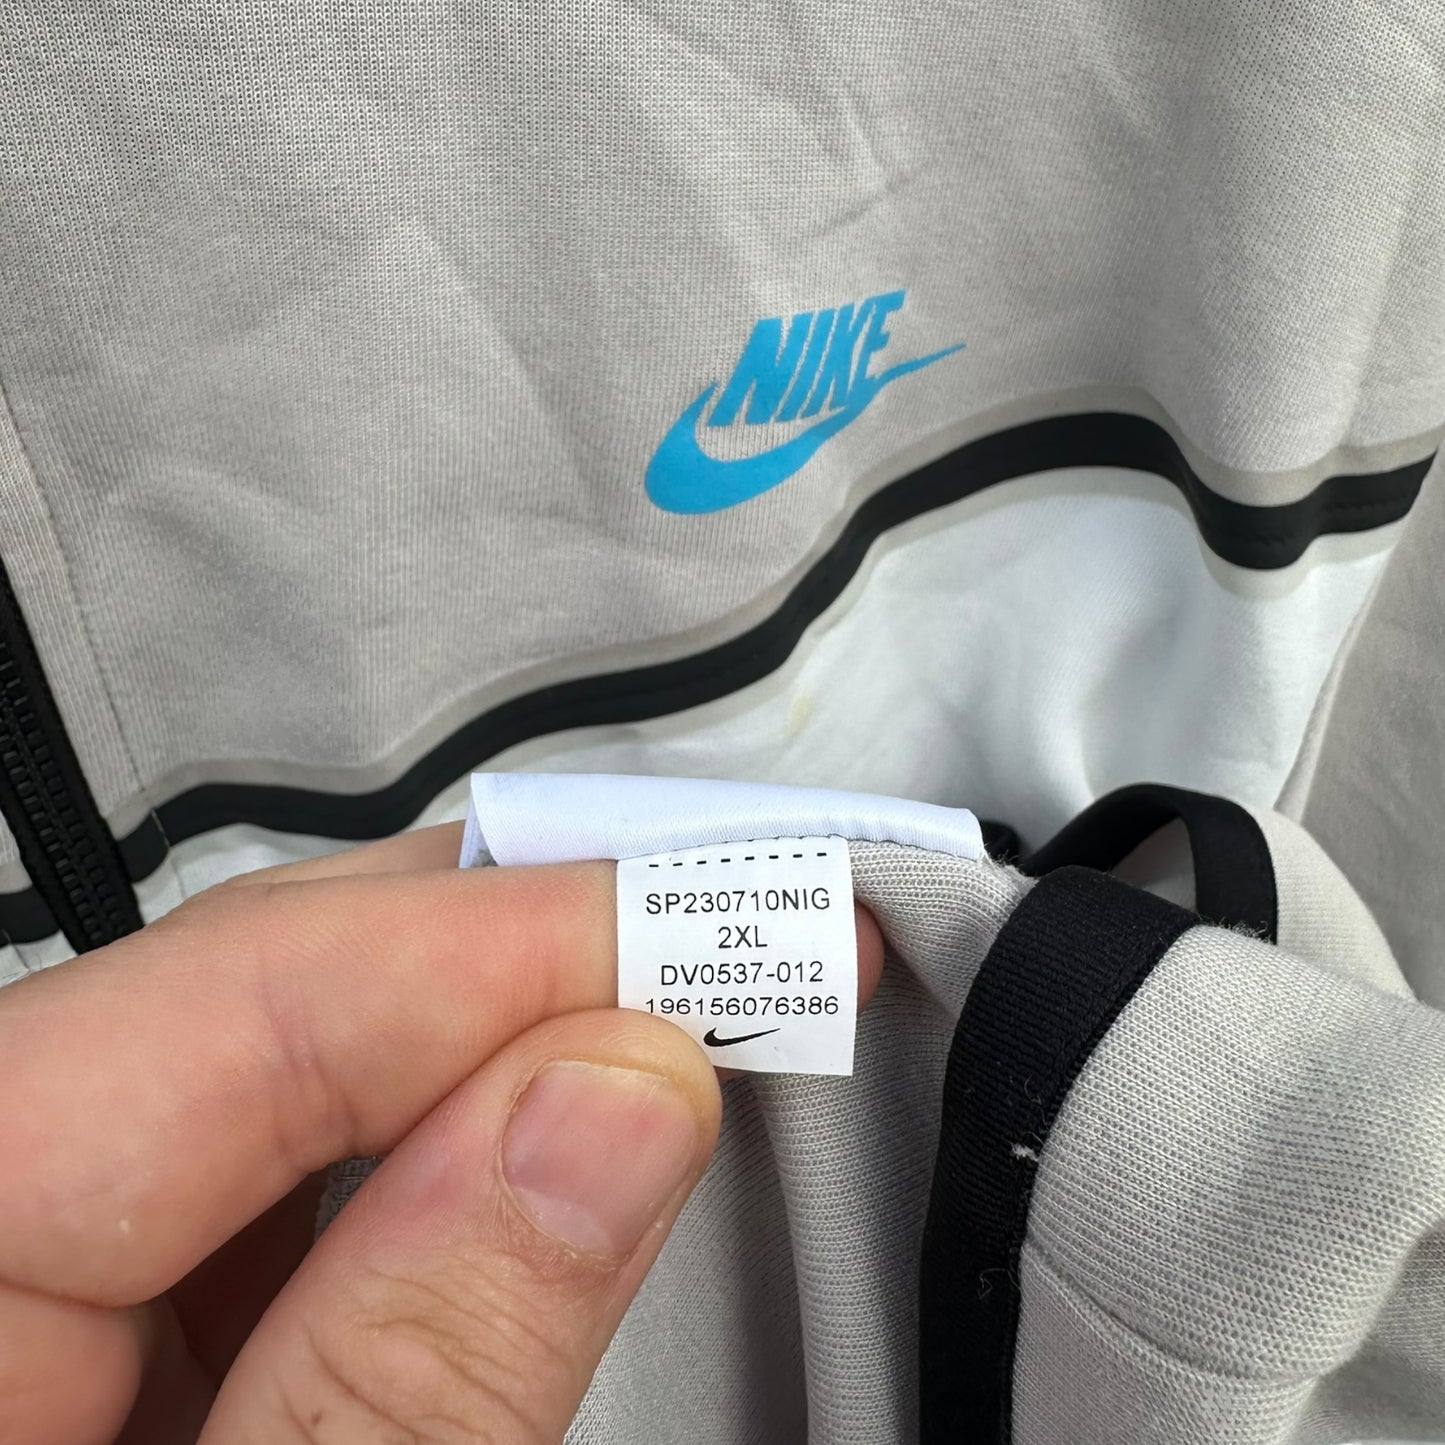 NIKE
SP230710NIG
2XL
DV0537-012
196156076386